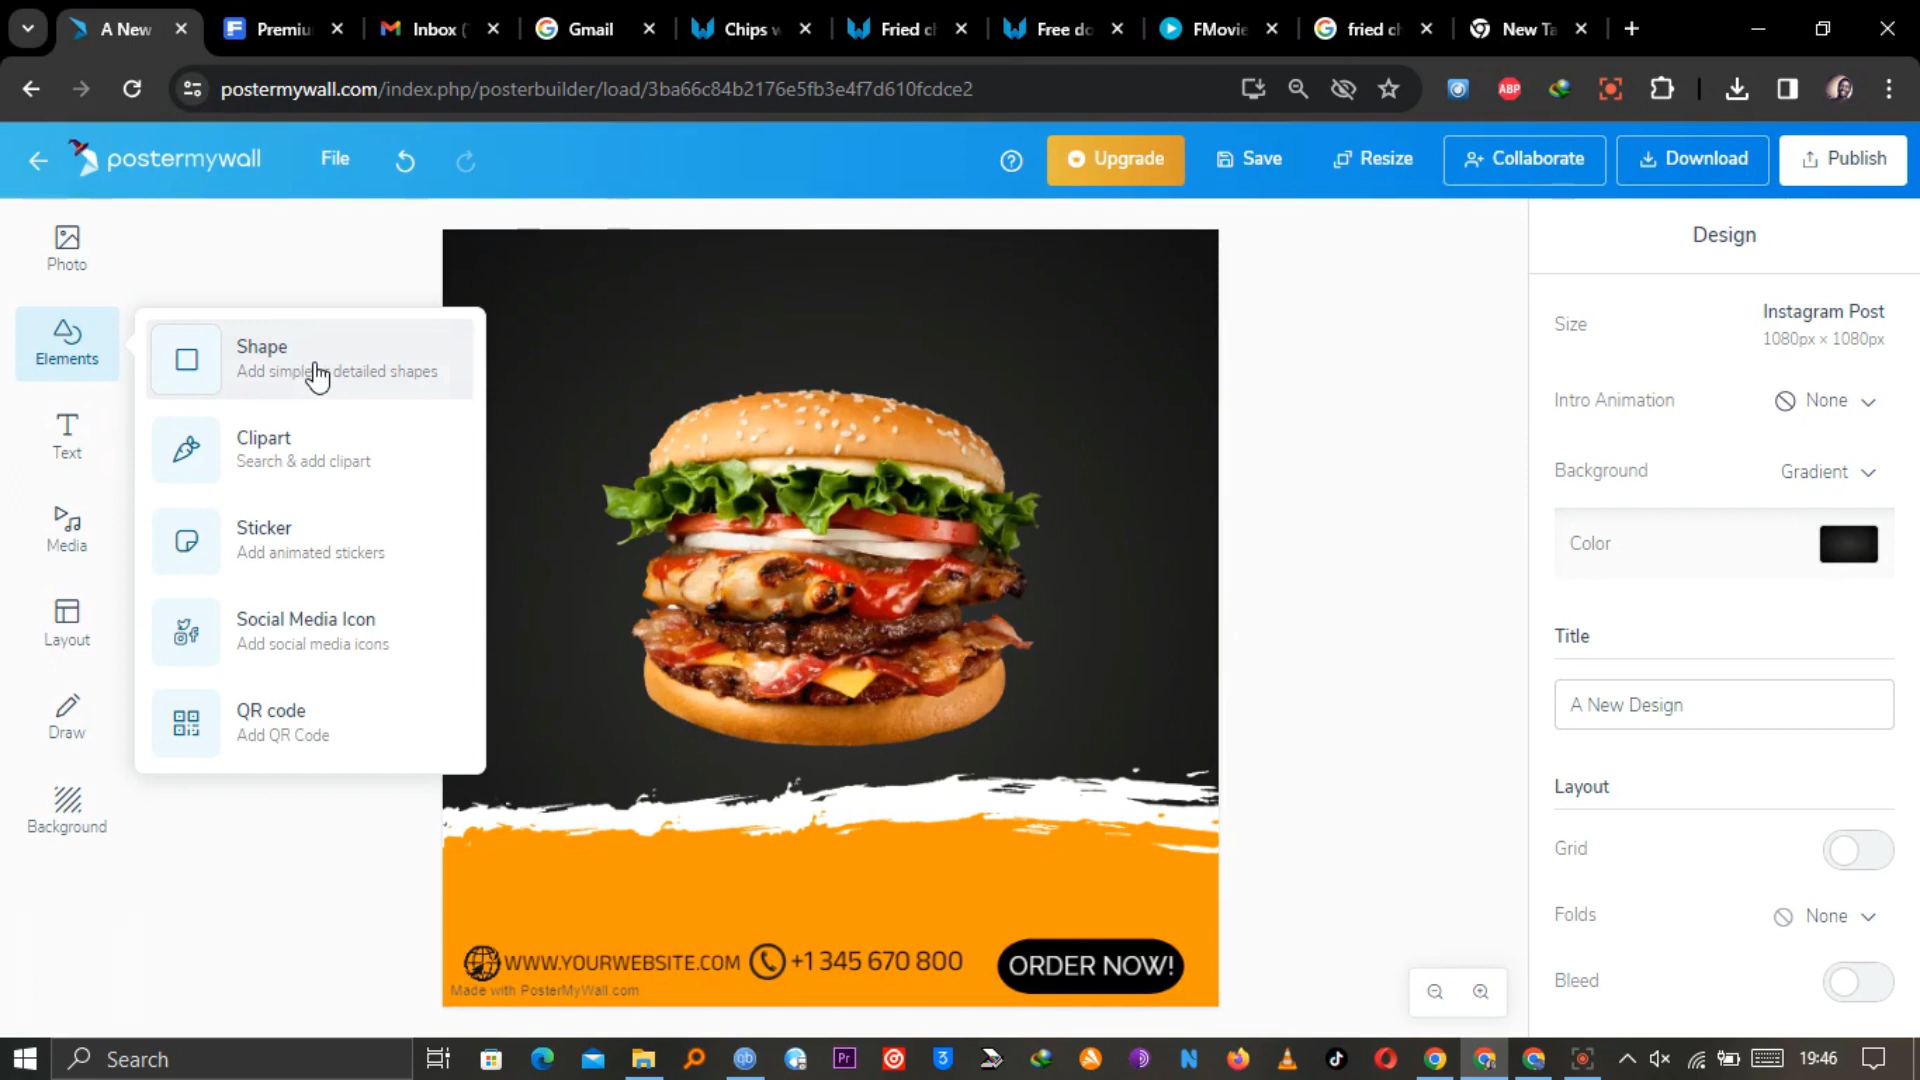 A New
Premiu
Inbox (
Gmail
Chips w
Fried ch
Free do
FMovie
fried ch
New Ta
postermywall.com/index.php/posterbuilder/load/3ba66c84b2176e5fb3e4f7d610fcdce2
ABP
postermywall
File
Upgrade
Save
Resize
Collaborate
Download
Publish
Photo
Elements
Text
Media
Layout
Draw
Background
Shape
Add simple detailed shapes
Clipart
Search & add clipart
Sticker
Add animated stickers
Social Media Icon
Add social media icons
QR code
Add QR Code
WWW.YOURWEBSITE.COM
+1 345 670 800
ORDER NOW!
Made with PosterMyWall.com
Design
Size
Instagram Post
1080px × 1080px
Intro Animation
None
Background
Gradient
Color
Title
A New Design
Layout
Grid
Folds
None
Bleed
Search
qb
Pr
3
N
19:46